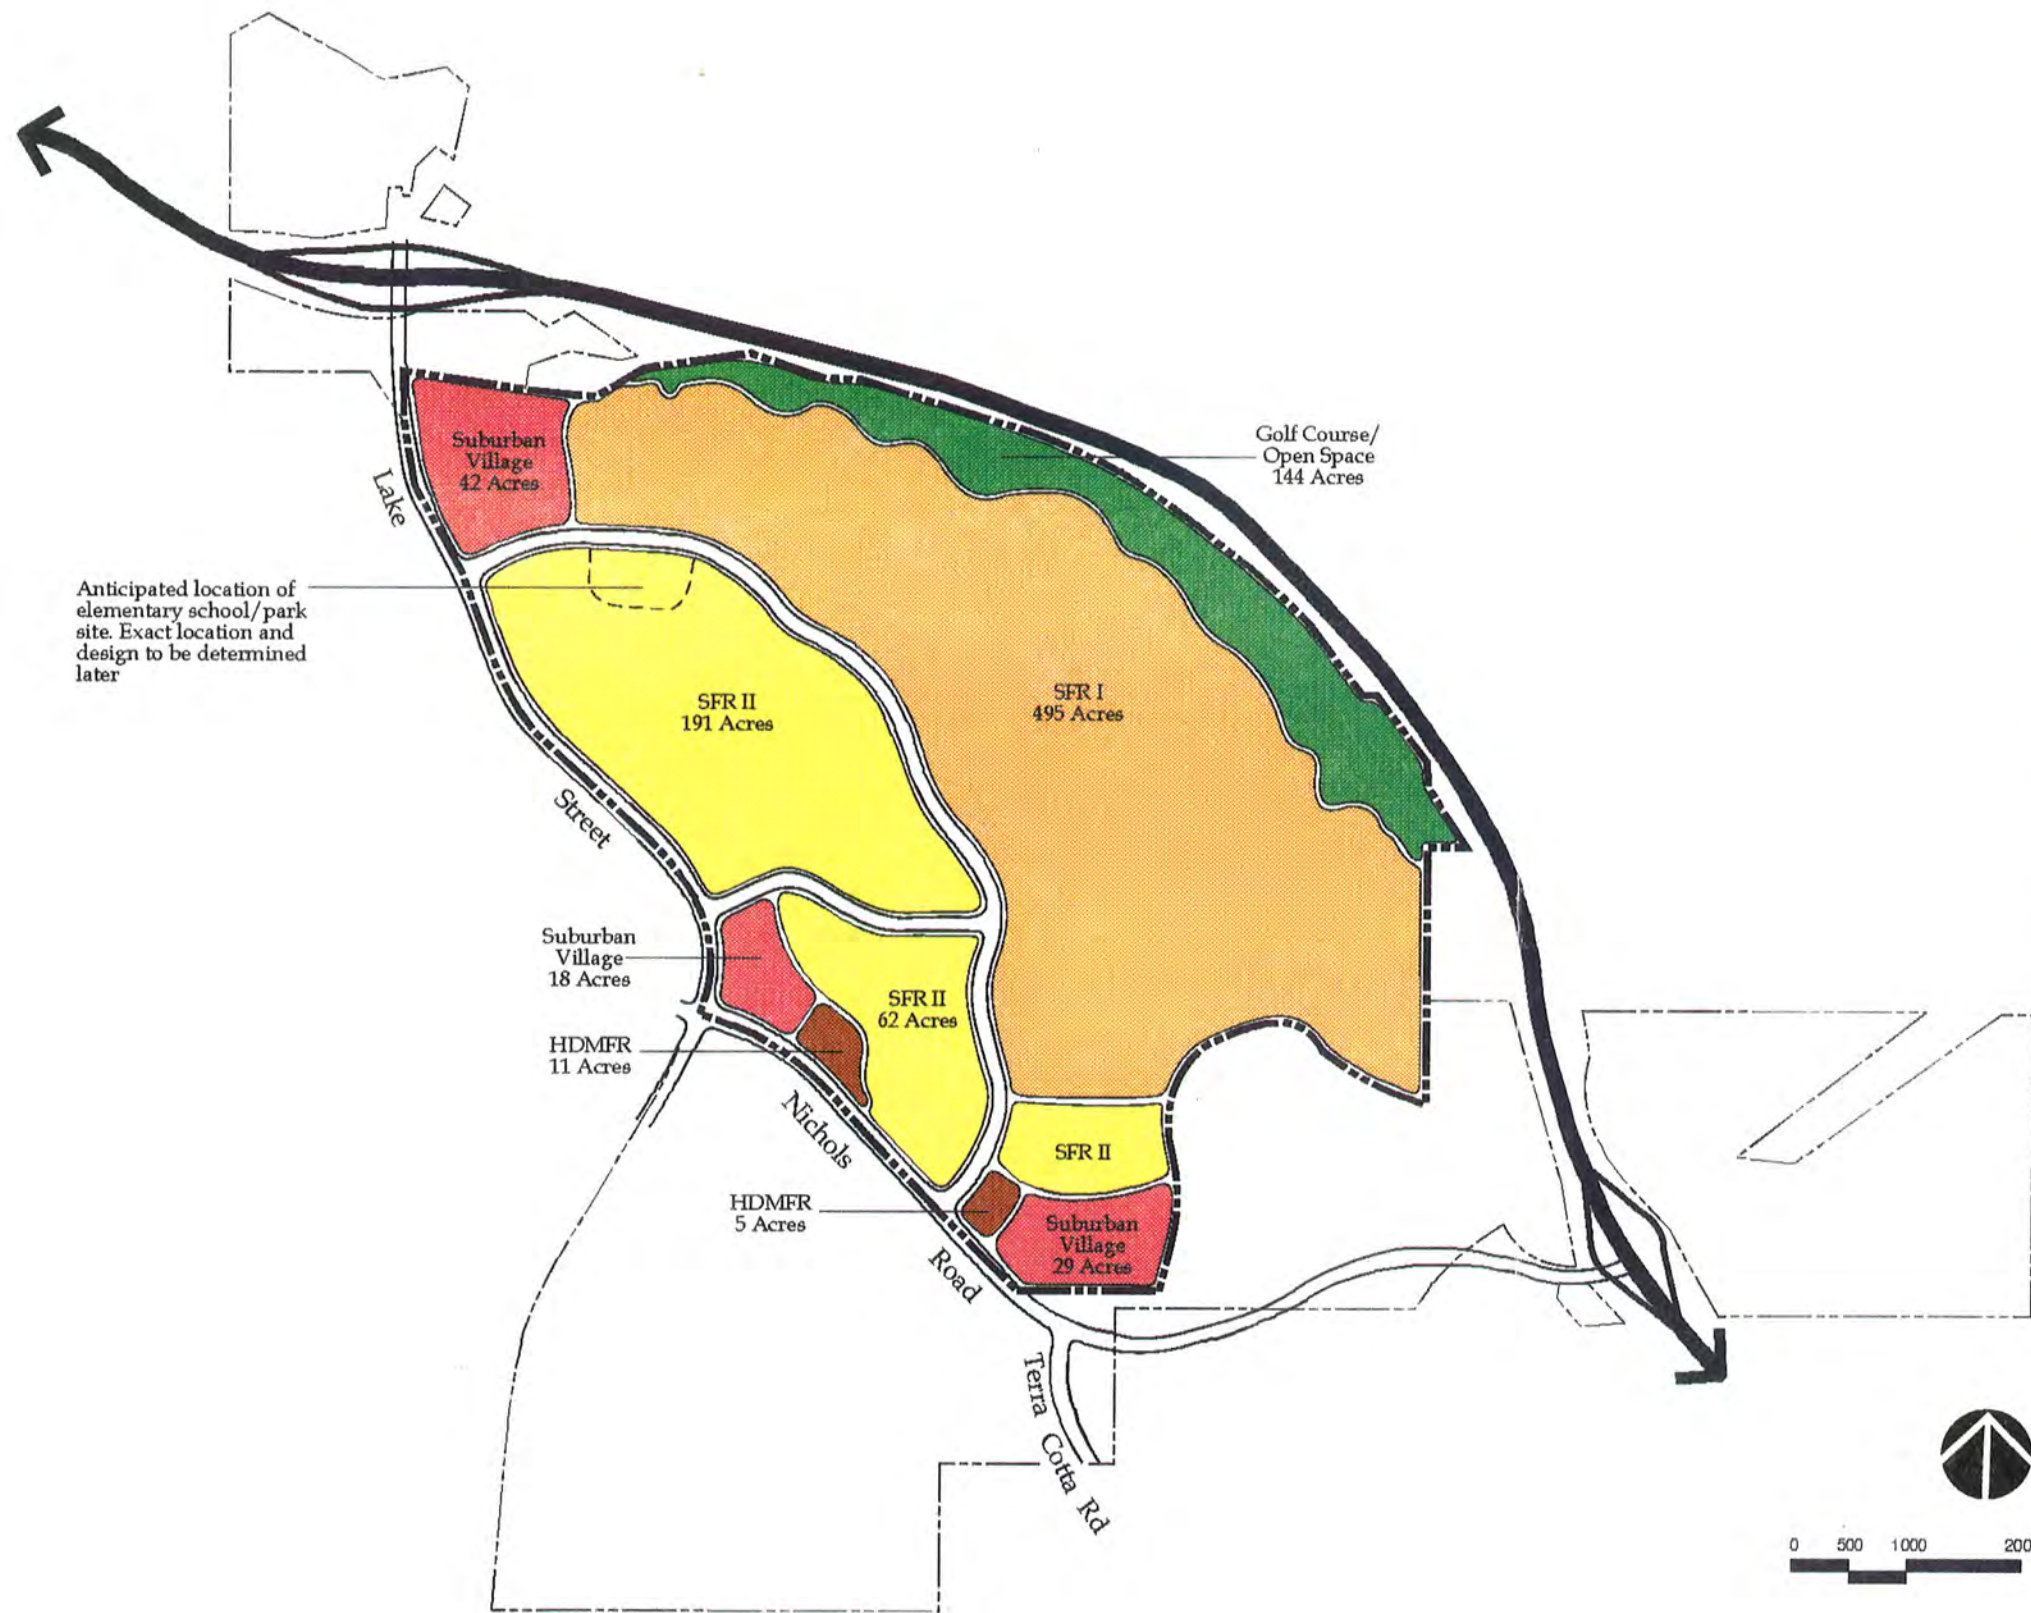 Suburban
Village
42 Acres
Golf Course/
Open Space
144 Acres
Lake
Anticipated location of
elementary school/park
site. Exact location and
design to be determined
later
SFR II
191 Acres
SFR I
495 Acres
Street
Suburban
Village
18 Acres
SFR II
62 Acres
HDMFR
11 Acres
Nichols
SFR II
HDMFR
5 Acres
Suburban
Village
29 Acres
Road
Terra Cotta Rd
0 500 1000 200